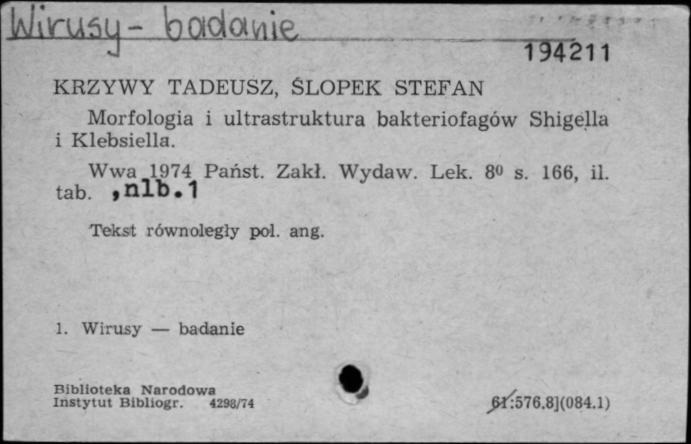 Wirusy - badanie
194211
KRZYWY TADEUSZ, ŚLOPEK STEFAN
Morfologia i ultrastruktura bakteriofagów Shigella
i Klebsiella.
Wwa 1974 Państ. Zakł. Wydaw. Lek. 8⁰ s. 166, il.
tab. ,nlb.1
Tekst równoległy pol. ang.
1. Wirusy — badanie
Biblioteka Narodowa
Instytut Bibliogr. 4298/74
61:576.8](084.1)